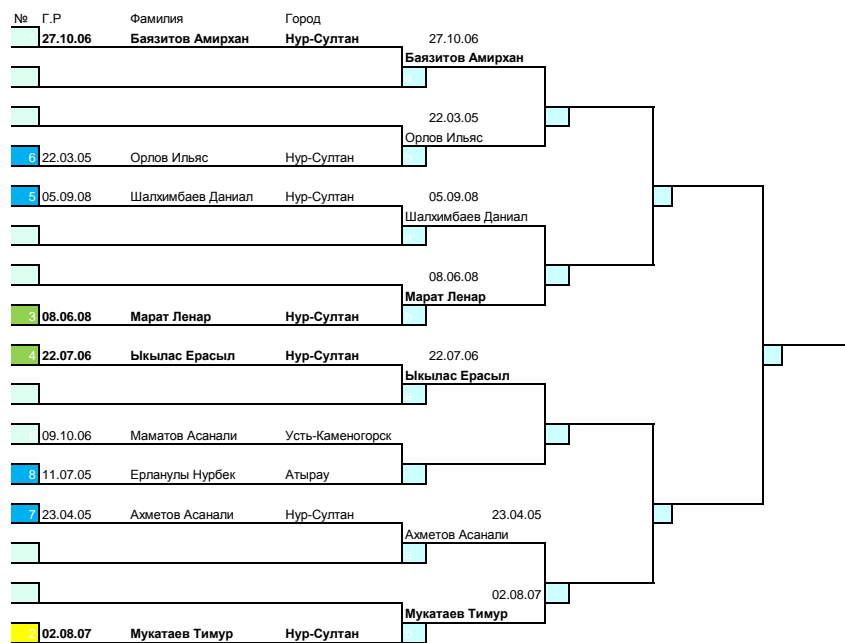 № Г.Р Фамилия Город
27.10.06 Баязитов Амирхан Нур-Султан 27.10.06
Баязитов Амирхан
22.03.05
Орлов Ильяс
6 22.03.05 Орлов Ильяс Нур-Султан
5 05.09.08 Шалхимбаев Даниал Нур-Султан 05.09.08
Шалхимбаев Даниал
08.06.08
Марат Ленар
3 08.06.08 Марат Ленар Нур-Султан
4 22.07.06 Ыкылас Ерасыл Нур-Султан 22.07.06
Ыкылас Ерасыл
09.10.06 Маматов Асанали Усть-Каменогорск
8 11.07.05 Ерланулы Нурбек Атырау
7 23.04.05 Ахметов Асанали Нур-Султан 23.04.05
Ахметов Асанали
02.08.07
Мукатаев Тимур
2 02.08.07 Мукатаев Тимур Нур-Султан